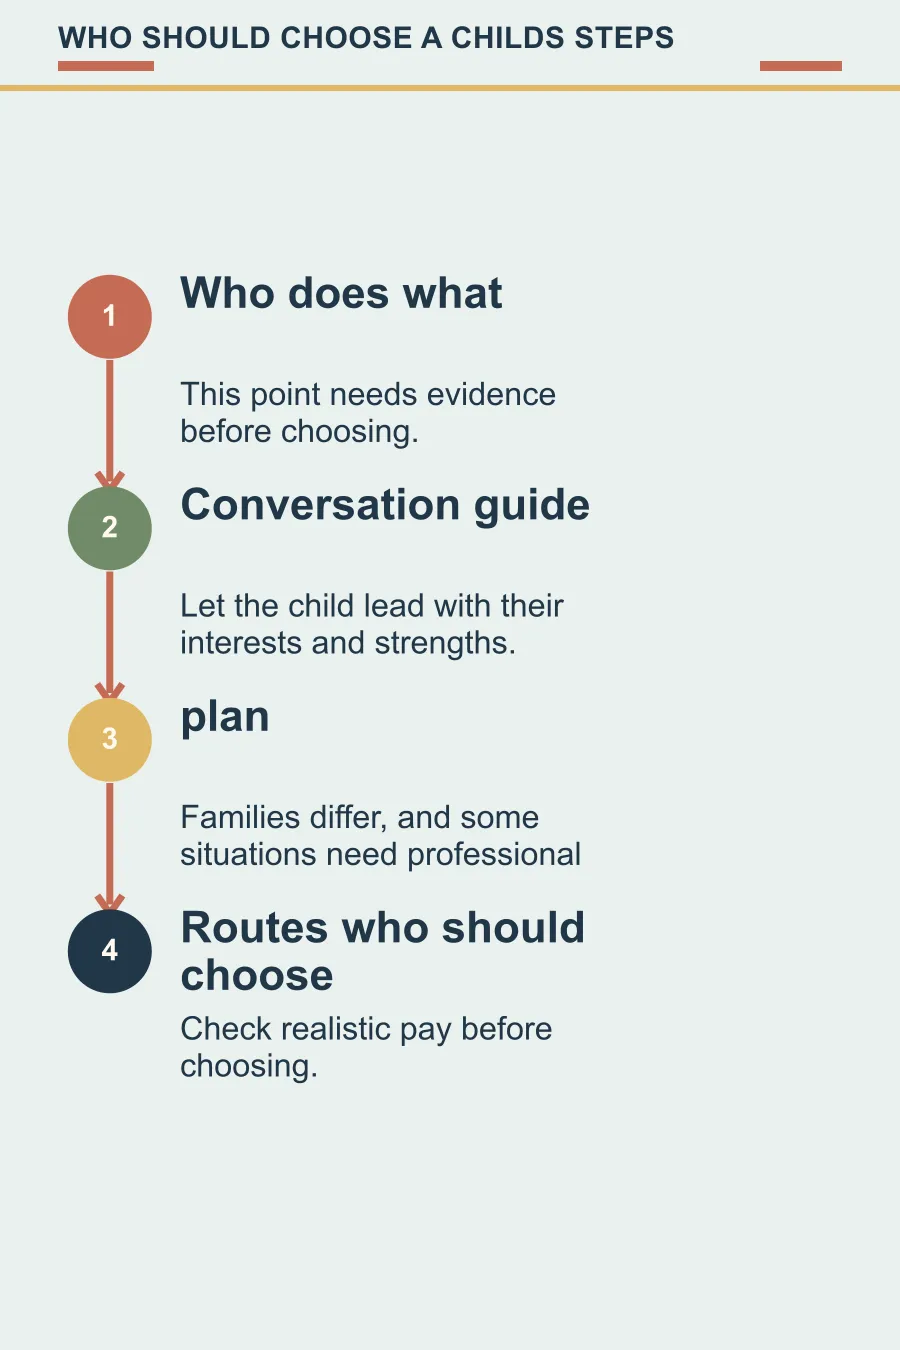 WHO SHOULD CHOOSE A CHILDS STEPS
1
Who does what
This point needs evidence
before choosing.
2
Conversation guide
Let the child lead with their
interests and strengths.
3
plan
Families differ, and some
situations need professional
4
Routes who should
choose
Check realistic pay before
choosing.